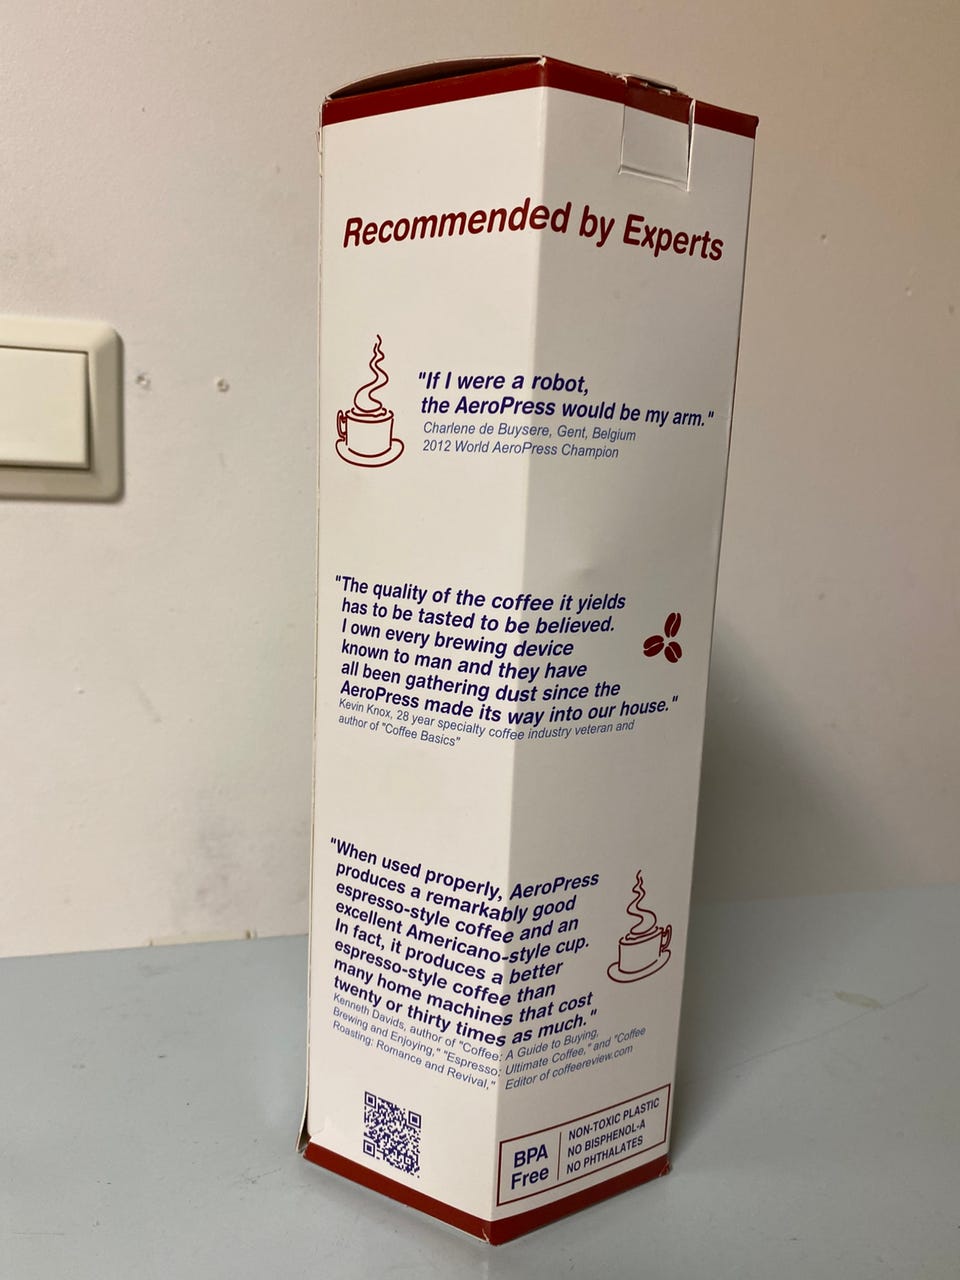 Recommended by Experts
"If I were a robot,
the AeroPress would be my arm."
Charlene de Buysere, Gent, Belgium
2012 World AeroPress Champion
"The quality of the coffee it yields
has to be tasted to be believed.
I own every brewing device
known to man and they have
all been gathering dust since the
AeroPress made its way into our house."
Kevin Knox, 28 year specialty coffee industry veteran and
author of "Coffee Basics"
"When used properly, AeroPress
produces a remarkably good
espresso-style coffee and an
excellent Americano-style cup.
In fact, it produces a better
espresso-style coffee than
many home machines that cost
twenty or thirty times as much."
Kenneth Davids, author of "Coffee: A Guide to Buying,
Brewing and Enjoying," "Espresso: Ultimate Coffee," and "Coffee
Roasting: Romance and Revival," Editor of coffeereview.com
BPA
Free
NON-TOXIC PLASTIC
NO BISPHENOL-A
NO PHTHALATES